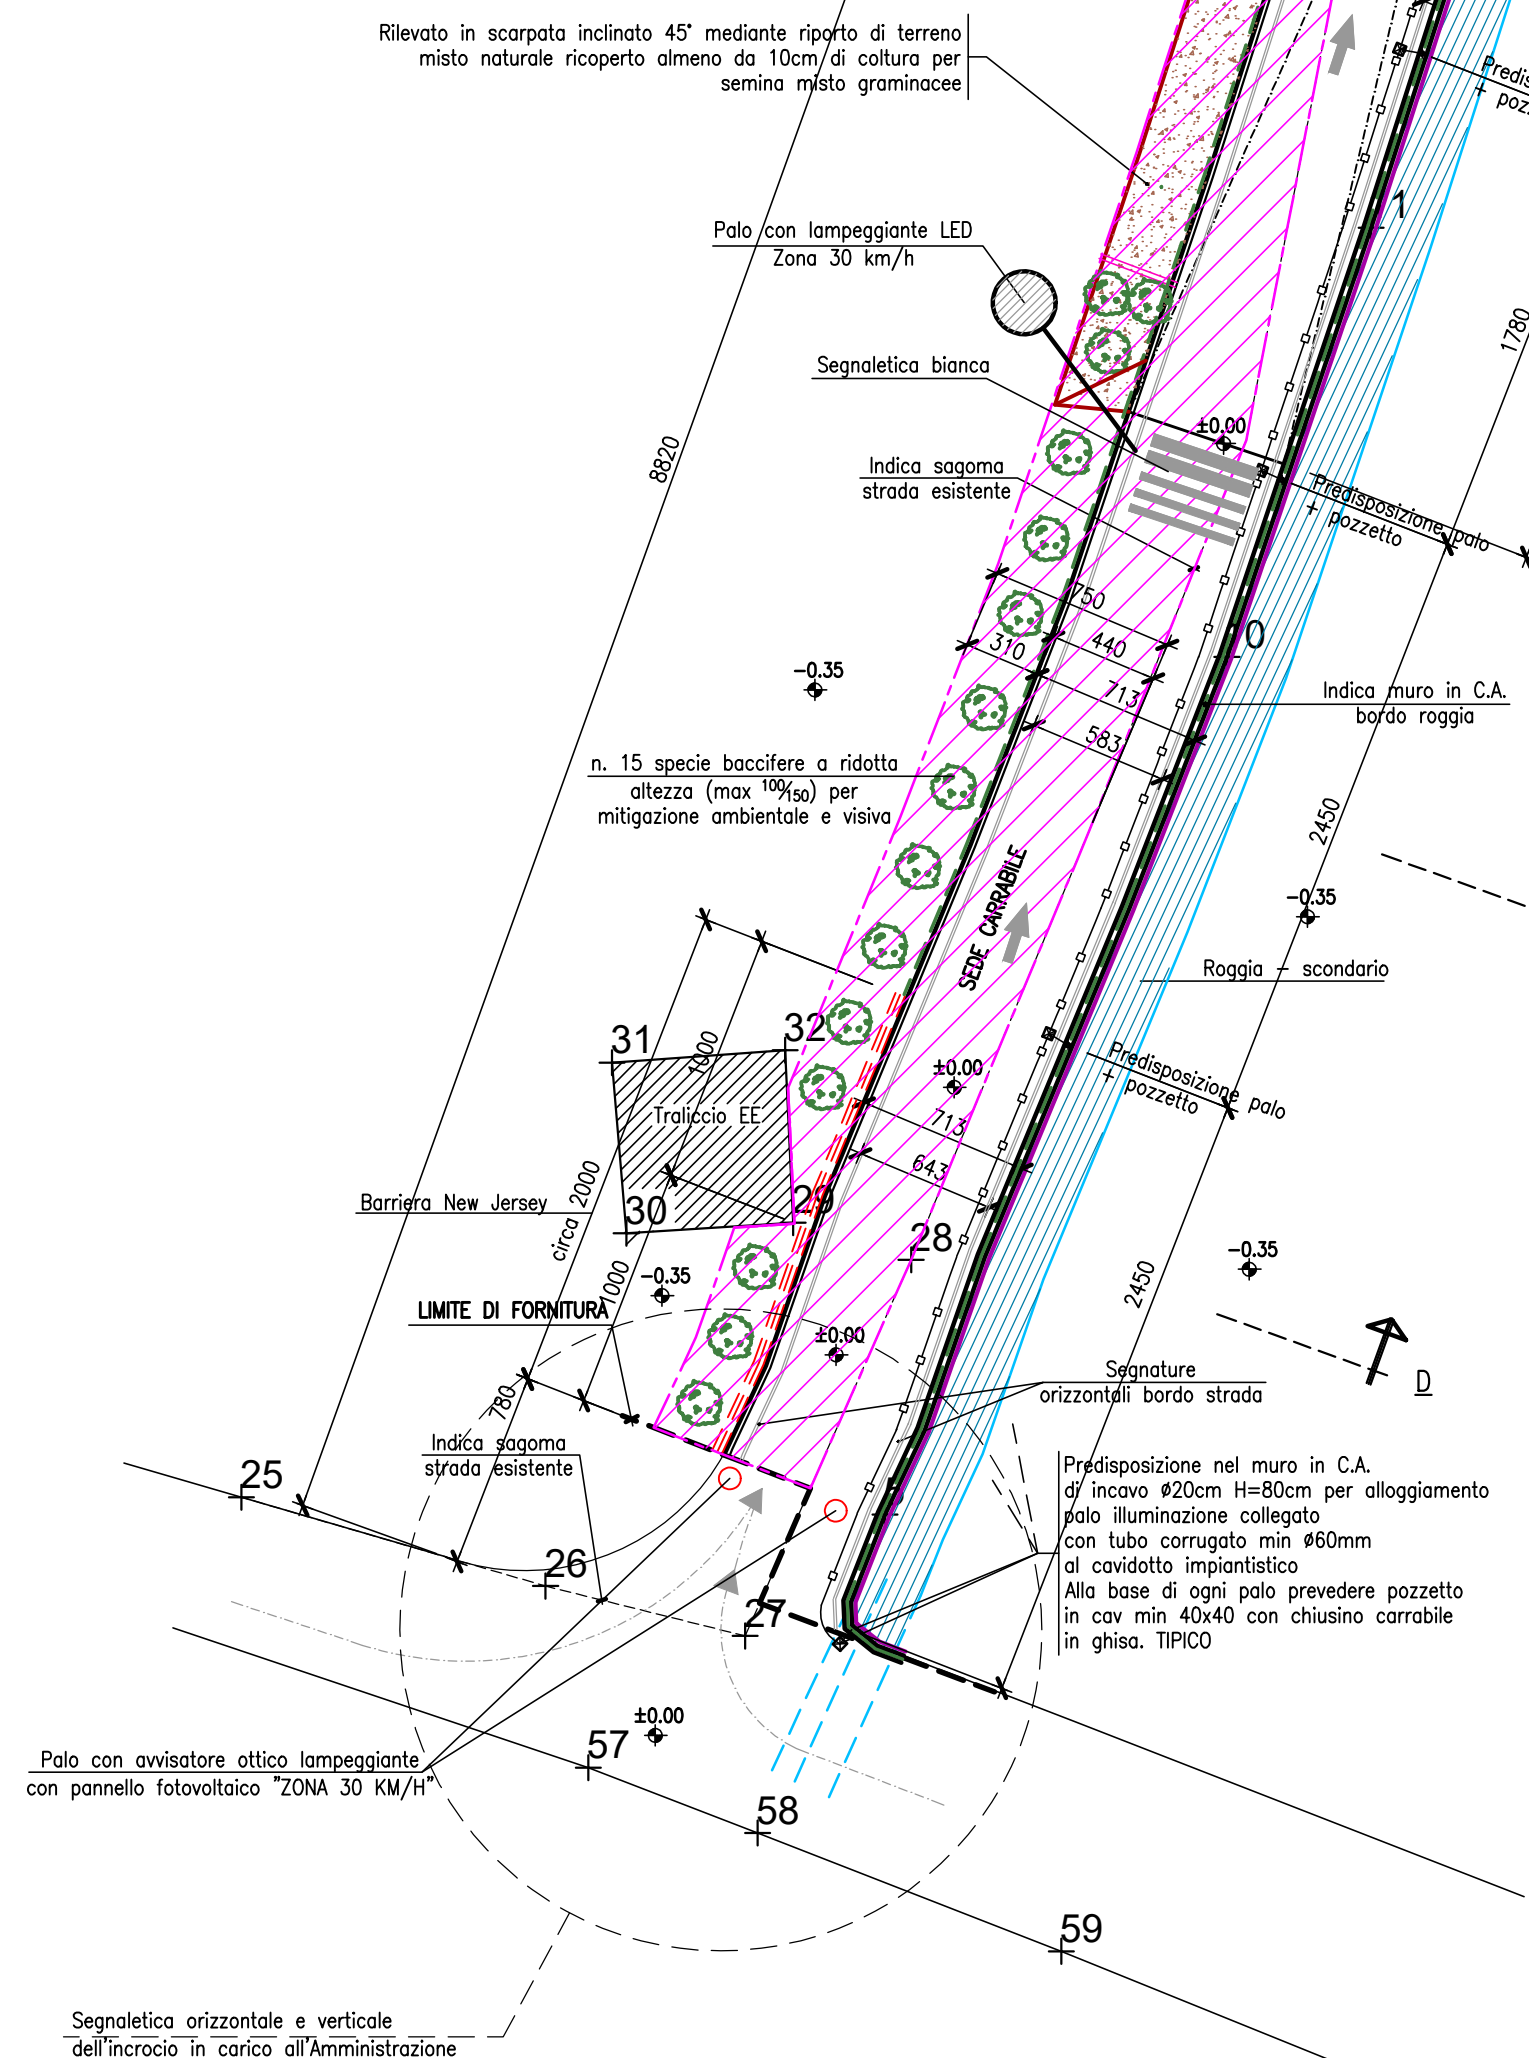 Rilevato in scarpata inclinato 45° mediante riporto di terreno
misto naturale ricoperto almeno da 10cm di coltura per
semina misto graminacee
+ poz
1
Palo con lampeggiante LED
Zona 30 km/h
1780
Segnaletica bianca
±0.00
8820
Indica sagoma
strada esistente
Predisposizione palo
+ pozzetto
750
0
310
440
-0.35
713
Indica muro in C.A.
bordo roggia
583
n. 15 specie baccifere a ridotta
altezza (max 100/150) per
mitigazione ambientale e visiva
2450
SEDE CARRABILE
-0.35
Roggia - scondario
31
32
1000
±0.00
Predisposizione palo
+ pozzetto
Traliccio EE
713
643
Barriera New Jersey
circa 2000
30
29
28
-0.35
-0.35
1000
2450
LIMITE DI FORNITURA
±0.00
Segnature
orizzontali bordo strada
D
780
Indica sagoma
strada esistente
25
Predisposizione nel muro in C.A.
di incavo ø20cm H=80cm per alloggiamento
palo illuminazione collegato
con tubo corrugato min ø60mm
al cavidotto impiantistico
Alla base di ogni palo prevedere pozzetto
in cav min 40x40 con chiusino carrabile
in ghisa. TIPICO
26
27
±0.00
57
Palo con avvisatore ottico lampeggiante
con pannello fotovoltaico "ZONA 30 KM/H"
58
59
Segnaletica orizzontale e verticale
dell'incrocio in carico all'Amministrazione